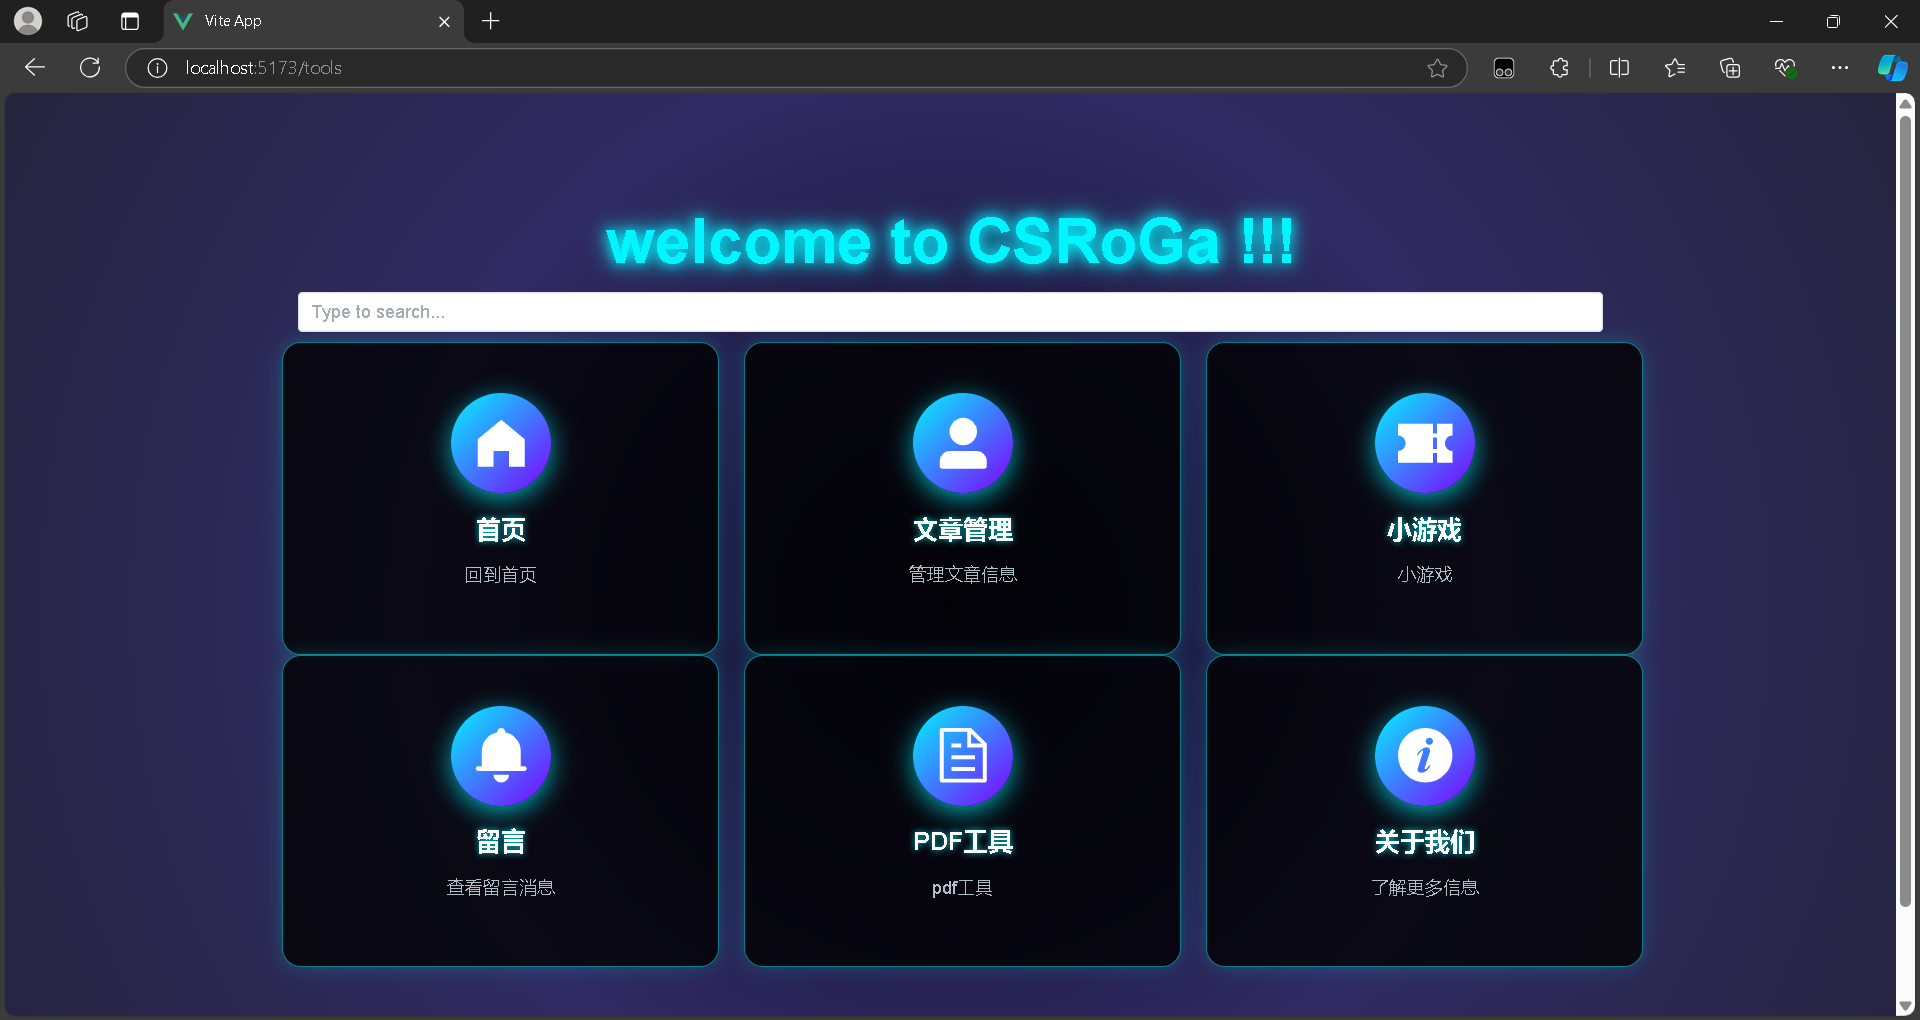 Vite App
localhost:5173/tools
welcome to CSRoGa !!!
Type to search...
首页
回到首页
文章管理
管理文章信息
小游戏
小游戏
留言
查看留言消息
PDF工具
pdf工具
关于我们
了解更多信息